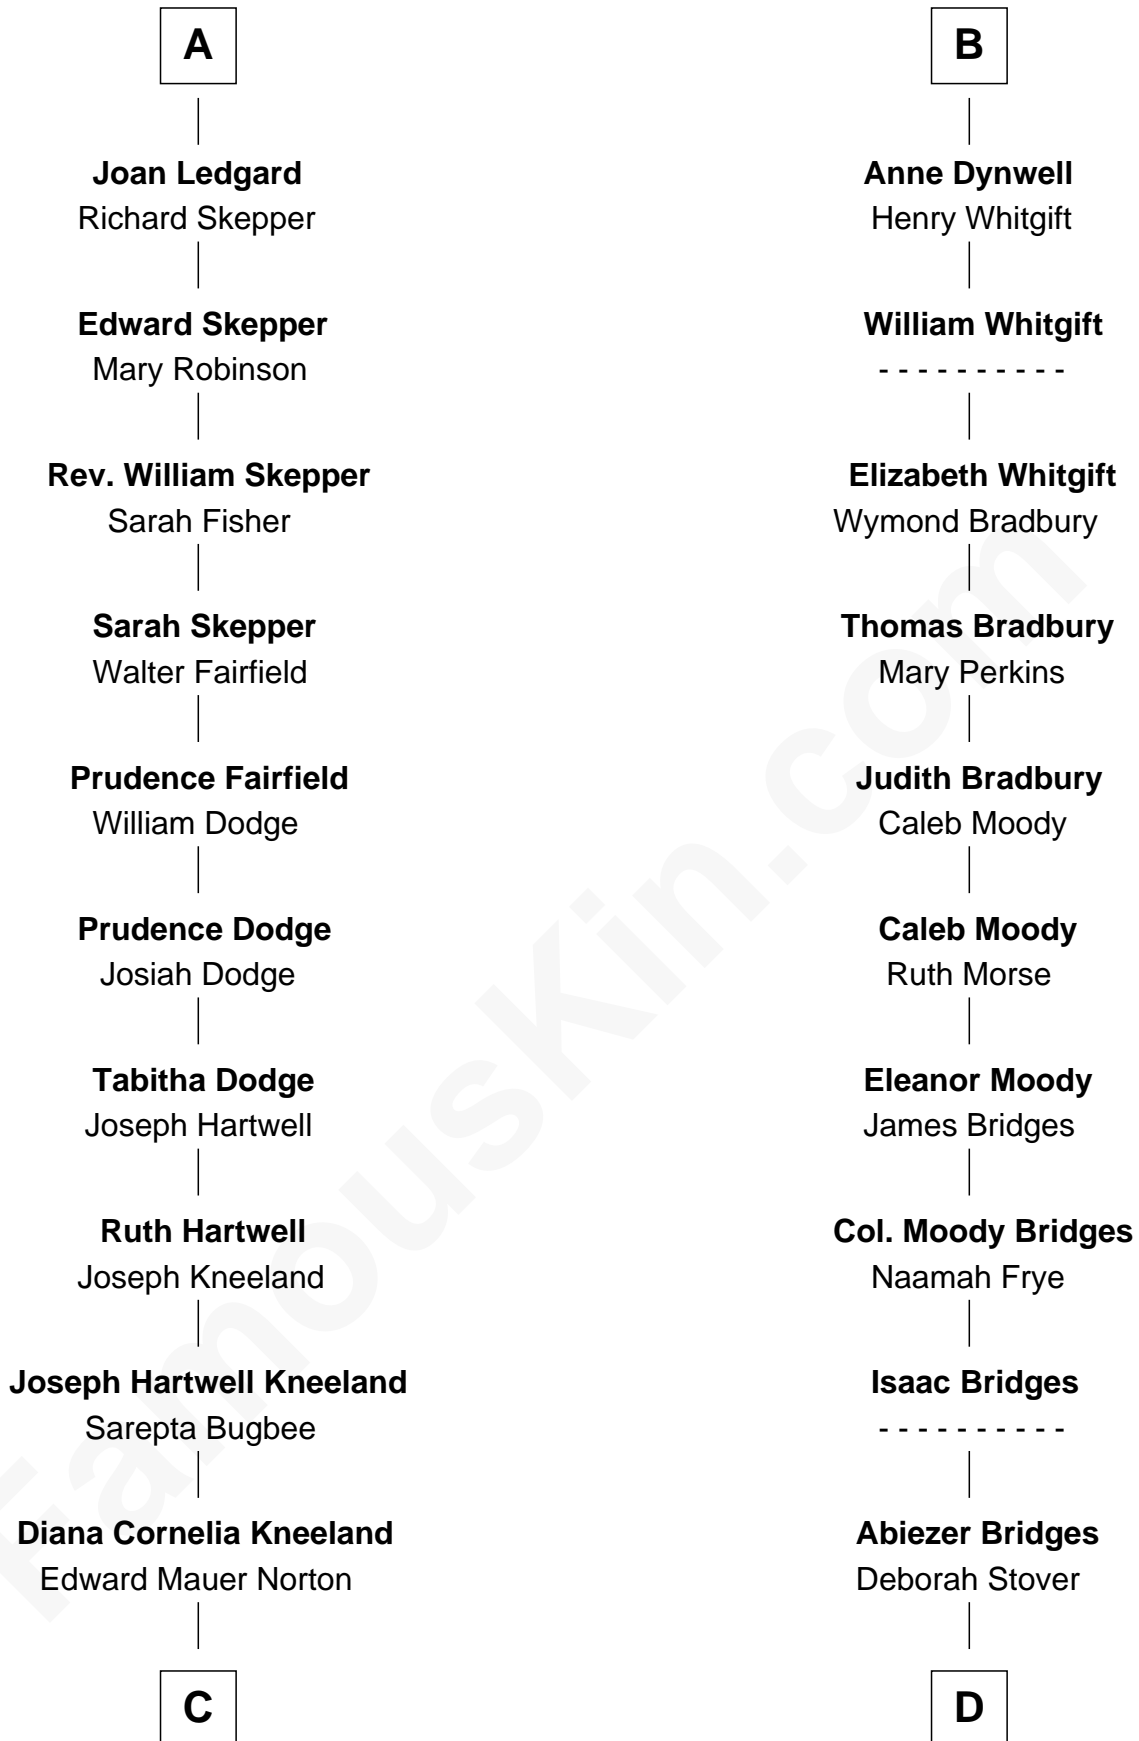 A
Joan Ledgard
Richard Skepper
Edward Skepper
Mary Robinson
Rev. William Skepper
Sarah Fisher
Sarah Skepper
Walter Fairfield
Prudence Fairfield
William Dodge
Prudence Dodge
Josiah Dodge
Tabitha Dodge
Joseph Hartwell
Ruth Hartwell
Joseph Kneeland
Joseph Hartwell Kneeland
Sarepta Bugbee
Diana Cornelia Kneeland
Edward Mauer Norton
C
B
Anne Dynwell
Henry Whitgift
William Whitgift
- - - - - - - - - -
Elizabeth Whitgift
Wymond Bradbury
Thomas Bradbury
Mary Perkins
Judith Bradbury
Caleb Moody
Caleb Moody
Ruth Morse
Eleanor Moody
James Bridges
Col. Moody Bridges
Naamah Frye
Isaac Bridges
- - - - - - - - - -
Abiezer Bridges
Deborah Stover
D
FamousKin.com